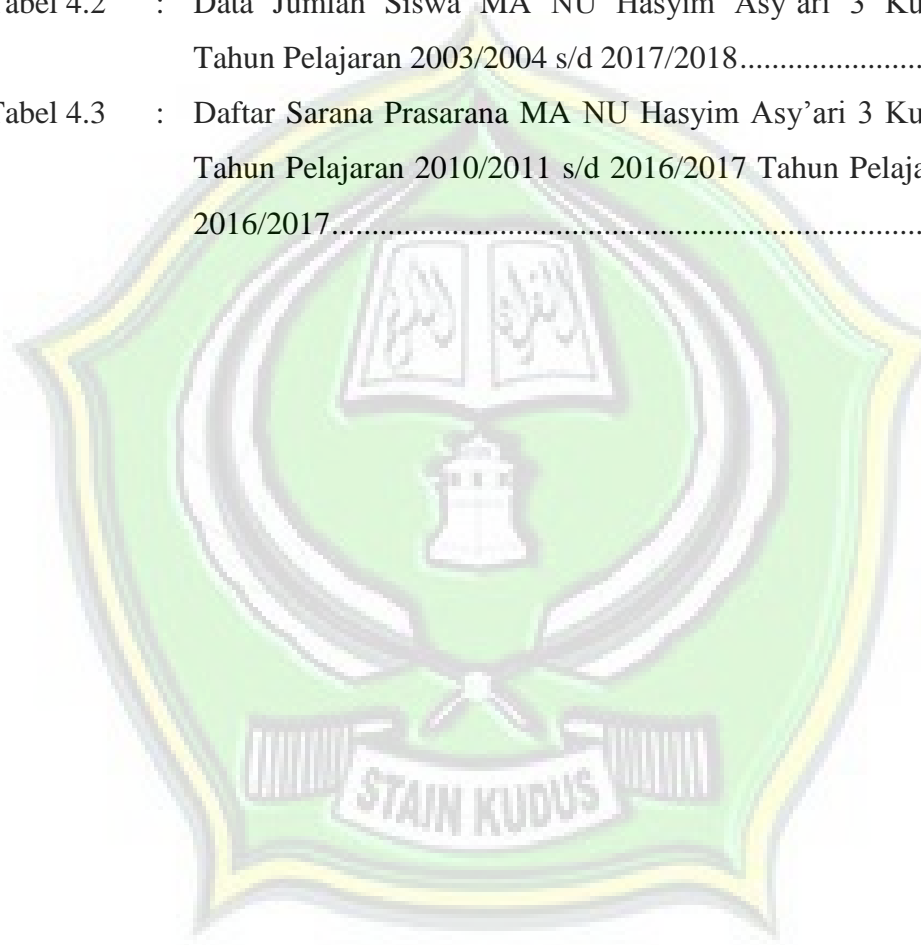 Tabel 4.2 : Data Jumlah Siswa MA NU Hasyim Asy'ari 3 Ku
Tahun Pelajaran 2003/2004 s/d 2017/2018........................
Tabel 4.3 : Daftar Sarana Prasarana MA NU Hasyim Asy'ari 3 Ku
Tahun Pelajaran 2010/2011 s/d 2016/2017 Tahun Pelaja
2016/2017...........................................................................
STAIN KUDUS